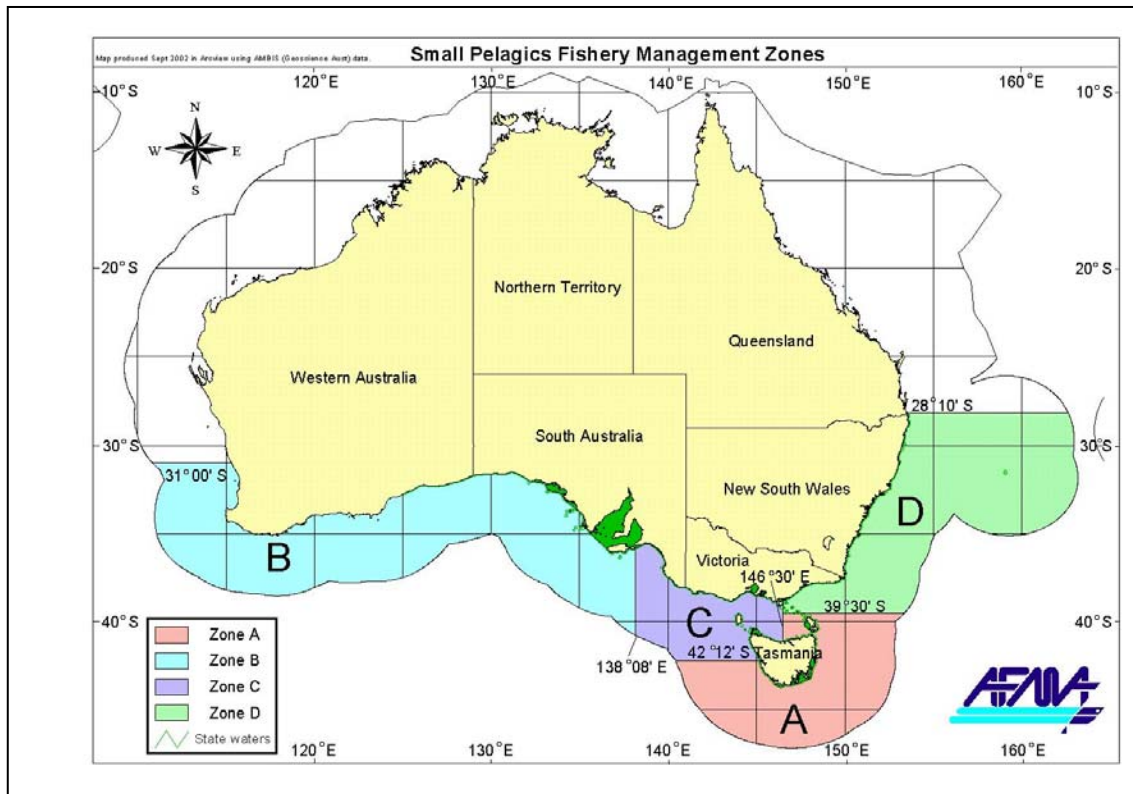 Map produced Sept 2002 in Arcview using AMBIS (Geoscience Aust) data.
Small Pelagics Fishery Management Zones
120°E
130°E
140°E
150°E
160°E
10°S
10°S
N
W
E
S
20°S
20°S
Northern Territory
Queensland
Western Australia
28°10' S
South Australia
30°S
30°S
31°00' S
New South Wales
D
B
Victoria
146°30' E
39°30' S
40°S
40°S
C
Zone A
Zone B
Zone C
Zone D
State waters
42°12' S
Tasmania
138°08' E
A
AFMA
120°E
130°E
140°E
150°E
160°E